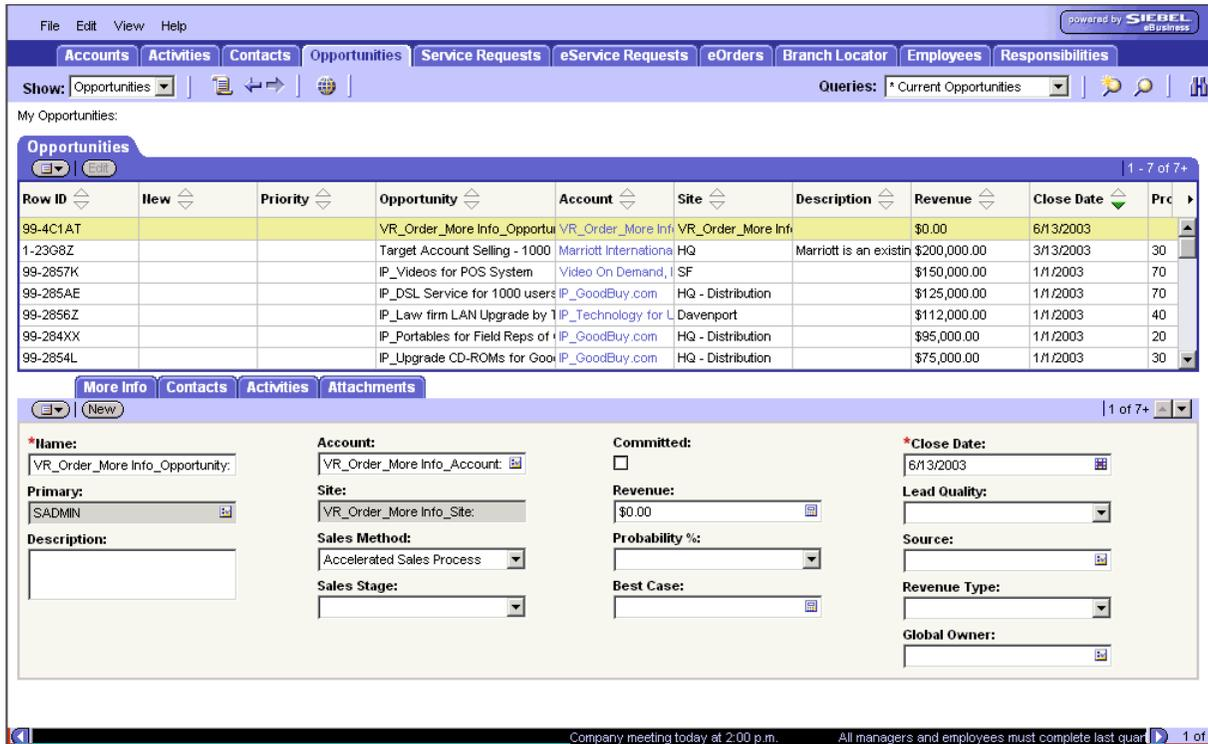 File Edit View Help
powered by SIEBEL eBusiness
Accounts Activities Contacts Opportunities Service Requests eService Requests eOrders Branch Locator Employees Responsibilities
Show: Opportunities Queries: * Current Opportunities
My Opportunities:
Opportunities
Edit 1 - 7 of 7+
Row ID New Priority Opportunity Account Site Description Revenue Close Date Prc
99-4C1AT VR_Order_More Info_Opportu VR_Order_More Inf VR_Order_More Inf $0.00 6/13/2003
1-23G8Z Target Account Selling - 1000 Marriott Internationa HQ Marriott is an existin $200,000.00 3/13/2003 30
99-2857K IP_Videos for POS System Video On Demand, I SF $150,000.00 1/1/2003 70
99-285AE IP_DSL Service for 1000 users IP_GoodBuy.com HQ - Distribution $125,000.00 1/1/2003 70
99-2856Z IP_Law firm LAN Upgrade by IP_Technology for Davenport $112,000.00 1/1/2003 40
99-284XX IP_Portables for Field Reps of IP_GoodBuy.com HQ - Distribution $95,000.00 1/1/2003 20
99-2854L IP_Upgrade CD-ROMs for Goo IP_GoodBuy.com HQ - Distribution $75,000.00 1/1/2003 30
More Info Contacts Activities Attachments
New 1 of 7+
*Name: Account: Committed: *Close Date:
VR_Order_More Info_Opportunity: VR_Order_More Info_Account: 6/13/2003
Primary: Site: Revenue: Lead Quality:
SADMIN VR_Order_More Info_Site: $0.00
Description: Sales Method: Probability %: Source:
Accelerated Sales Process
Sales Stage: Best Case: Revenue Type:
Global Owner:
Company meeting today at 2:00 p.m. All managers and employees must complete last quar 1 of